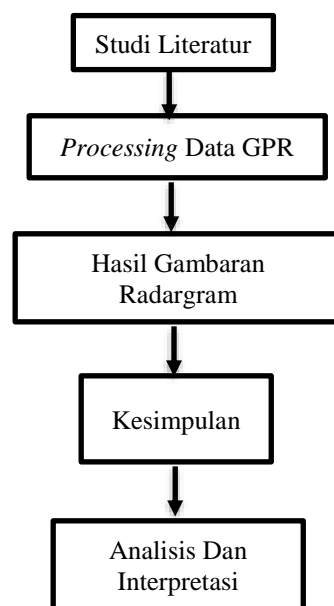 Studi Literatur
Processing Data GPR
Hasil Gambaran
Radargram
Kesimpulan
Analisis Dan
Interpretasi